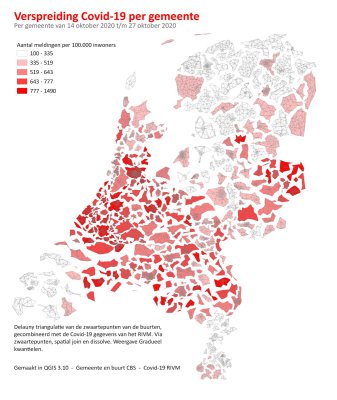 Verspreiding Covid-19 per gemeente
Per gemeente van 14 oktober 2020 t/m 27 oktober 2020
Aantal meldingen per 100.000 inwoners
100 - 335
335 - 519
519 - 643
643 - 777
777 - 1490
Delauny triangulatie van de zwaartepunten van de buurten,
gecombineerd met de Covid-19 gegevens van het RIVM. Via
zwaartepunten, spatial join en dissolve. Weergave Gradueel
kwantielen.
Gemaakt in QGIS 3.10 - Gemeente en buurt CBS - Covid-19 RIVM